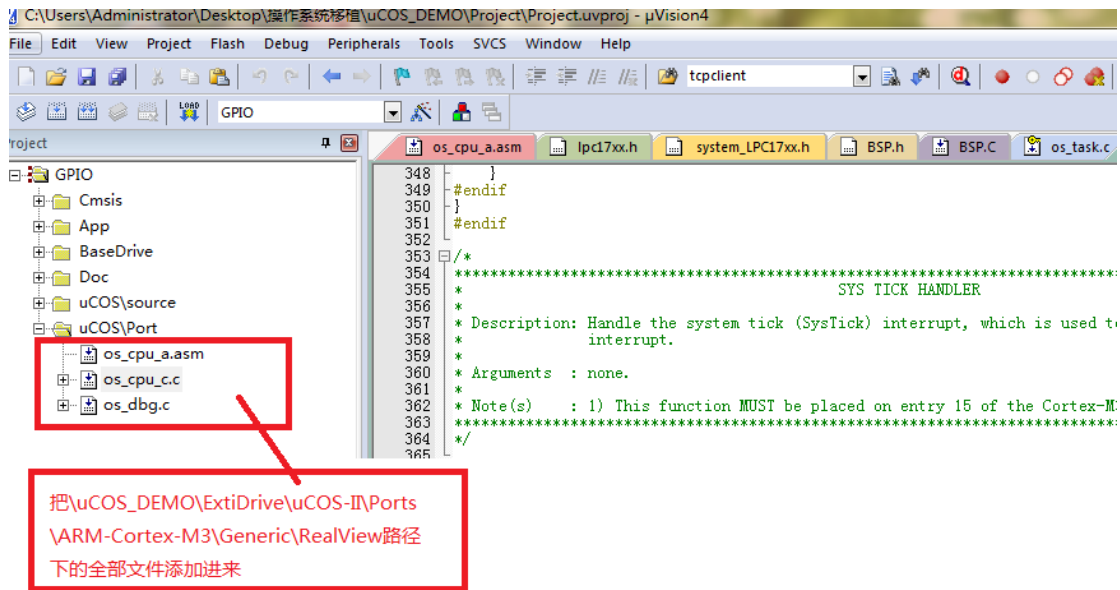 C:\Users\Administrator\Desktop\操作系统移植\uCOS_DEMO\Project\Project.uvproj - µVision4
File Edit View Project Flash Debug Peripherals Tools SVCS Window Help
tcpclient
LOAD GPIO
roject
os_cpu_a.asm lpc17xx.h system_LPC17xx.h BSP.h BSP.C os_task.c
GPIO
Cmsis
App
BaseDrive
Doc
uCOS\source
uCOS\Port
os_cpu_a.asm
os_cpu_c.c
os_dbg.c
348 }
349 #endif
350 }
351 #endif
352
353 /*
354 ****************************************************************************
355 * SYS TICK HANDLER
356 *
357 * Description: Handle the system tick (SysTick) interrupt, which is used t
358 * interrupt.
359 *
360 * Arguments : none.
361 *
362 * Note(s) : 1) This function MUST be placed on entry 15 of the Cortex-M
363 ****************************************************************************
364 */
365
把\uCOS_DEMO\ExtiDrive\uCOS-II\Ports
\ARM-Cortex-M3\Generic\RealView路径
下的全部文件添加进来